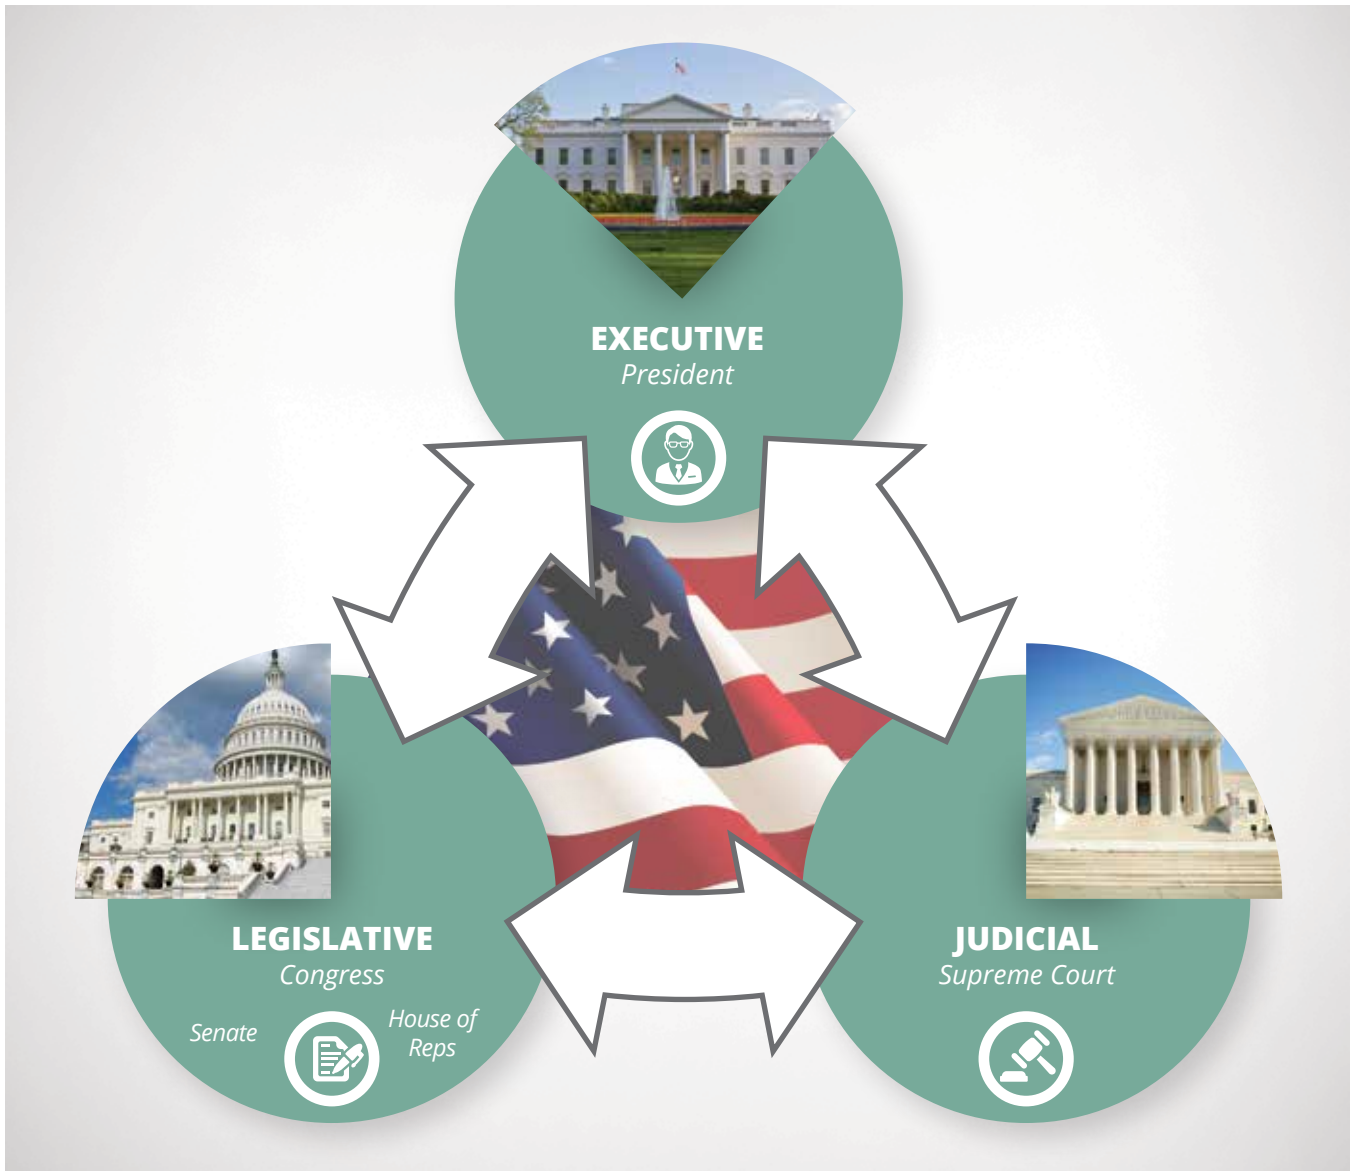 EXECUTIVE
President
LEGISLATIVE
Congress
Senate
House of
Reps
JUDICIAL
Supreme Court